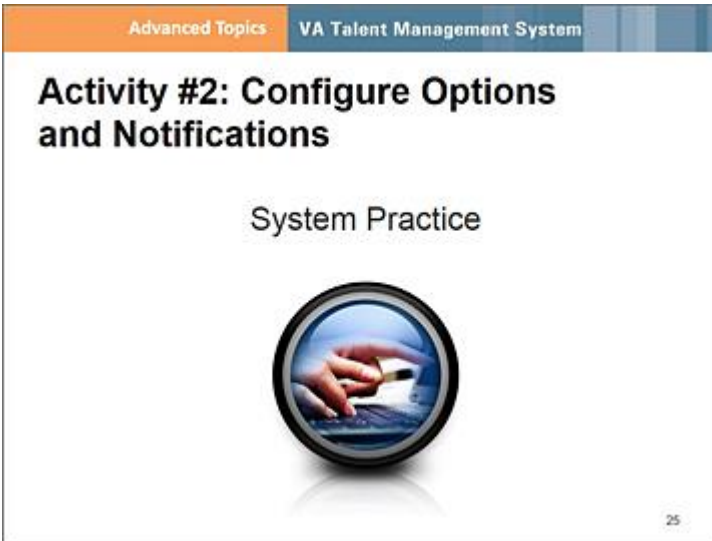 Advanced Topics VA Talent Management System
Activity #2: Configure Options
and Notifications
System Practice
25